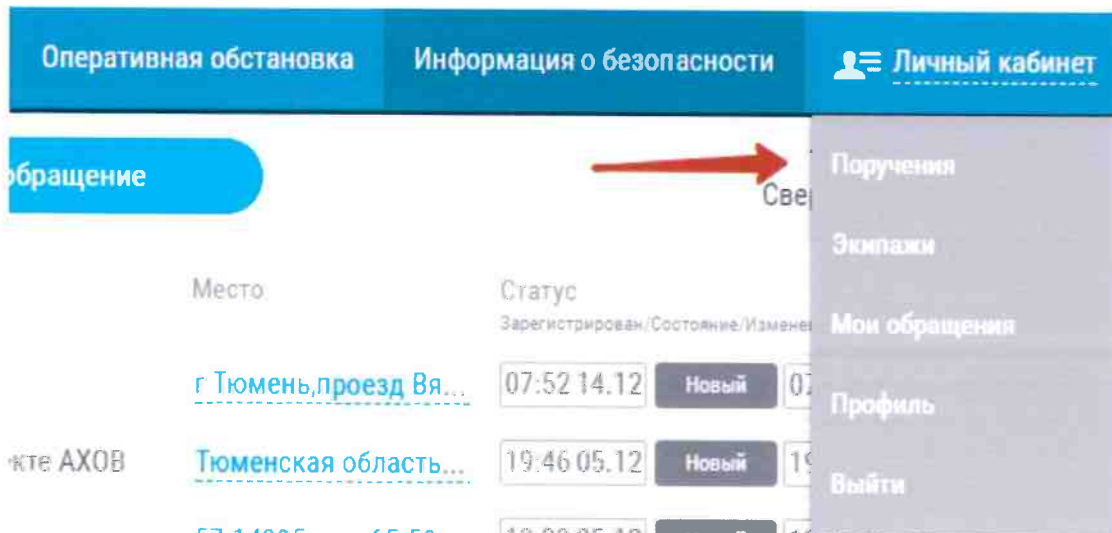 Оперативная обстановка
Информация о безопасности
Личный кабинет
обращение
Свер
Поручения
Экипажи
Мои обращения
Профиль
Выйти
Место
Статус
Зарегистрирован/Состояние/Измене
г Тюмень,проезд Вя...
07:52 14.12
Новый
кте АХОВ
Тюменская область...
19:46 05.12
Новый
19